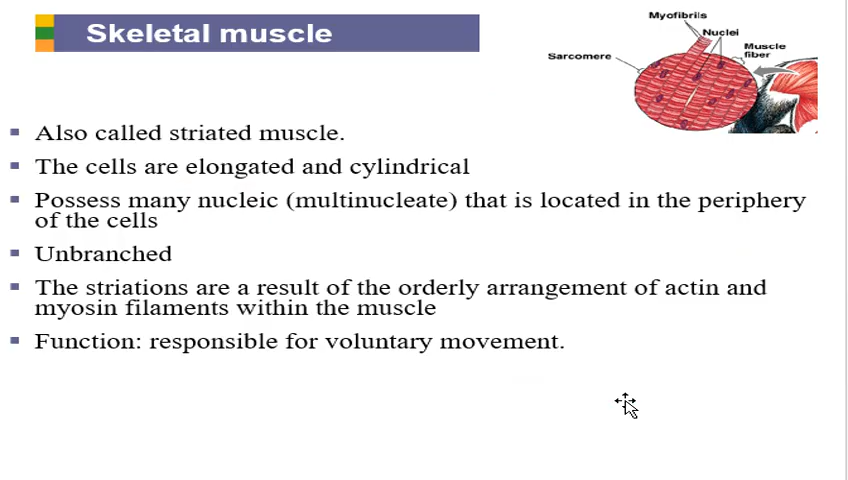 Skeletal muscle
Myofibrils
Nuclei
Muscle
fiber
Sarcomere
Also called striated muscle.
The cells are elongated and cylindrical
Possess many nucleic (multinucleate) that is located in the periphery
of the cells
Unbranched
The striations are a result of the orderly arrangement of actin and
myosin filaments within the muscle
Function: responsible for voluntary movement.